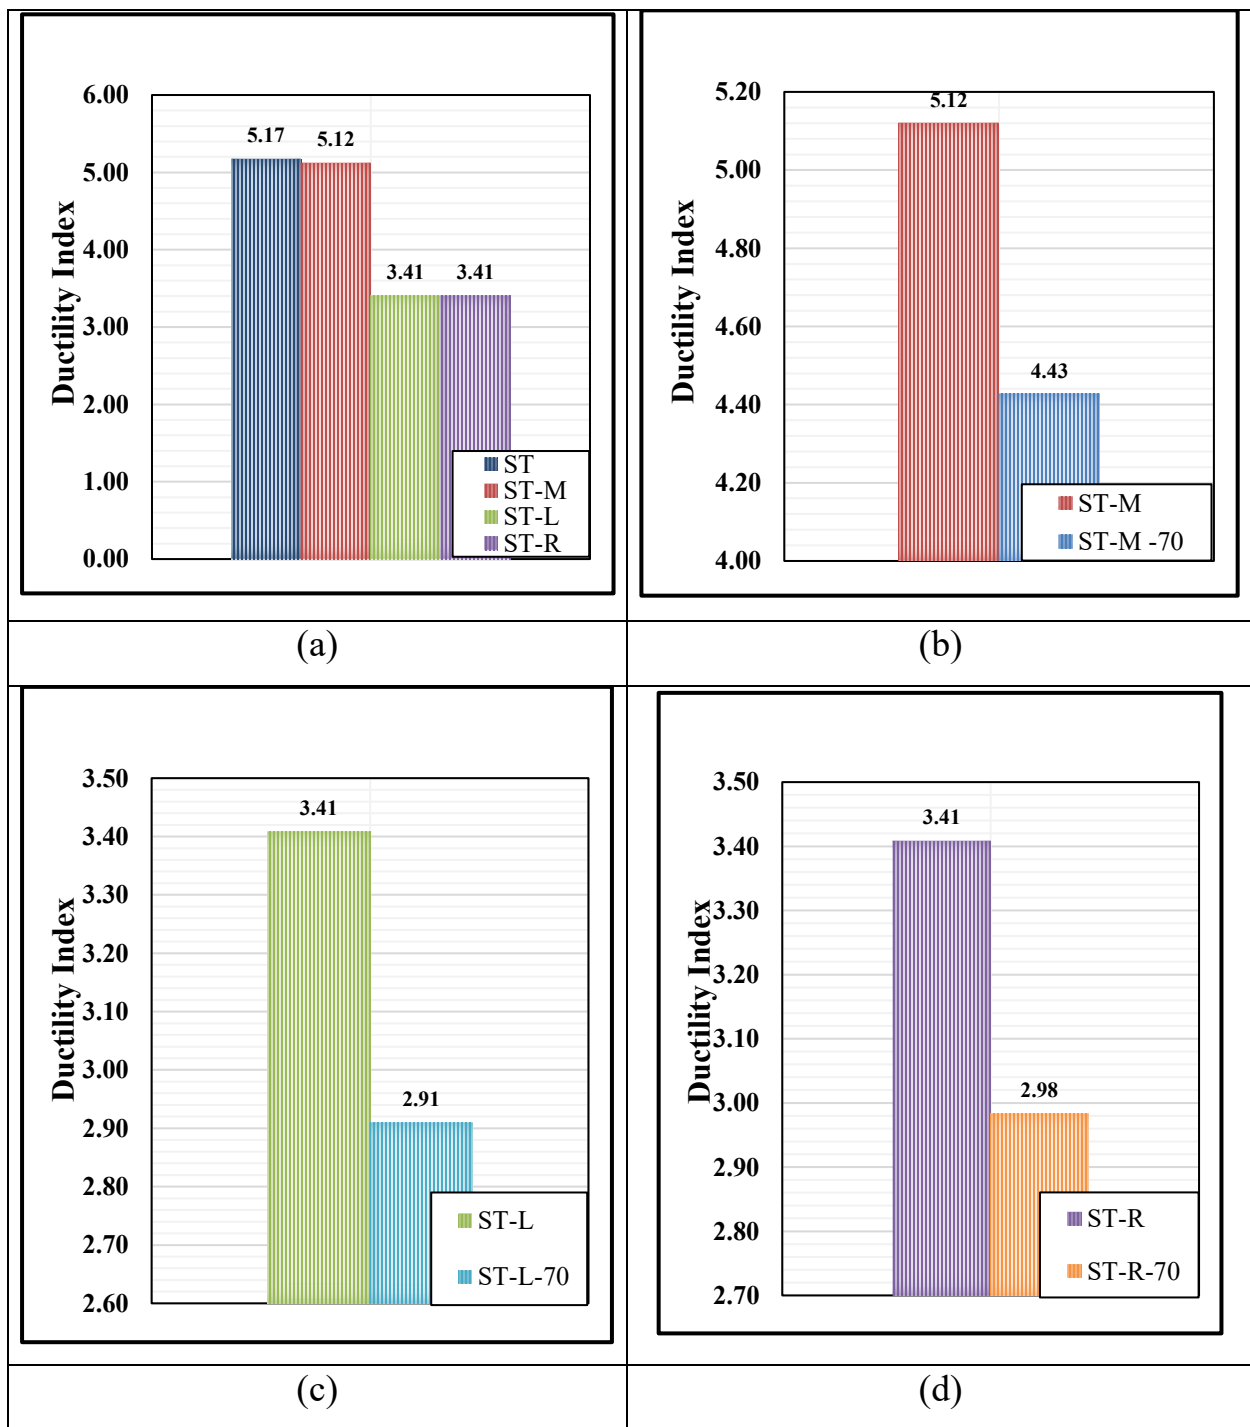 6.00
5.00
4.00
3.00
2.00
1.00
0.00
Ductility Index
5.17
5.12
3.41
3.41
ST
ST-M
ST-L
ST-R
(a)
5.20
5.00
4.80
4.60
4.40
4.20
4.00
Ductility Index
5.12
4.43
ST-M
ST-M -70
(b)
3.50
3.40
3.30
3.20
3.10
3.00
2.90
2.80
2.70
2.60
Ductility Index
3.41
2.91
ST-L
ST-L-70
(c)
3.50
3.40
3.30
3.20
3.10
3.00
2.90
2.80
2.70
Ductility Index
3.41
2.98
ST-R
ST-R-70
(d)